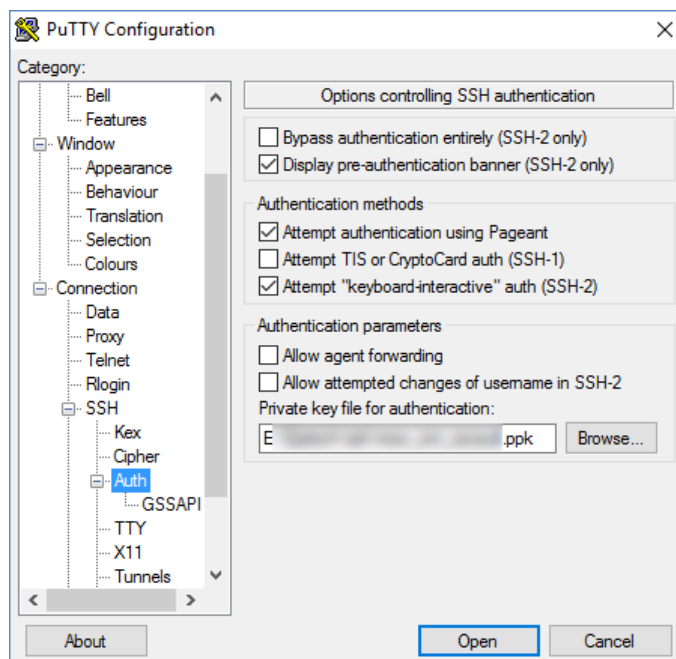 PuTTY Configuration
Category:
Bell
Features
Window
Appearance
Behaviour
Translation
Selection
Colours
Connection
Data
Proxy
Telnet
Rlogin
SSH
Kex
Cipher
Auth
GSSAPI
TTY
X11
Tunnels
Options controlling SSH authentication
Bypass authentication entirely (SSH-2 only)
Display pre-authentication banner (SSH-2 only)
Authentication methods
Attempt authentication using Pageant
Attempt TIS or CryptoCard auth (SSH-1)
Attempt "keyboard-interactive" auth (SSH-2)
Authentication parameters
Allow agent forwarding
Allow attempted changes of username in SSH-2
Private key file for authentication:
E .ppk
Browse...
About
Open
Cancel